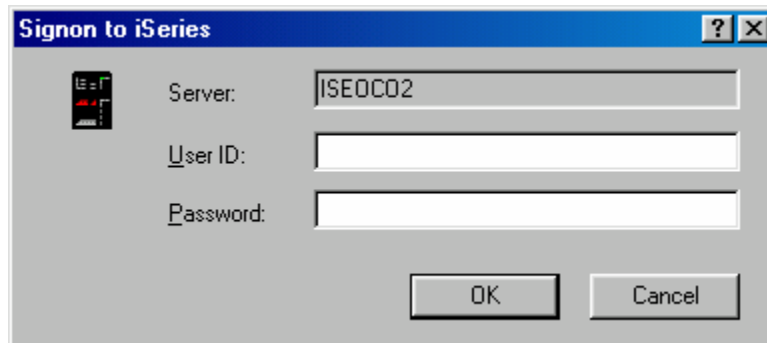 Signon to iSeries
Server: ISEOCO2
User ID:
Password:
OK Cancel